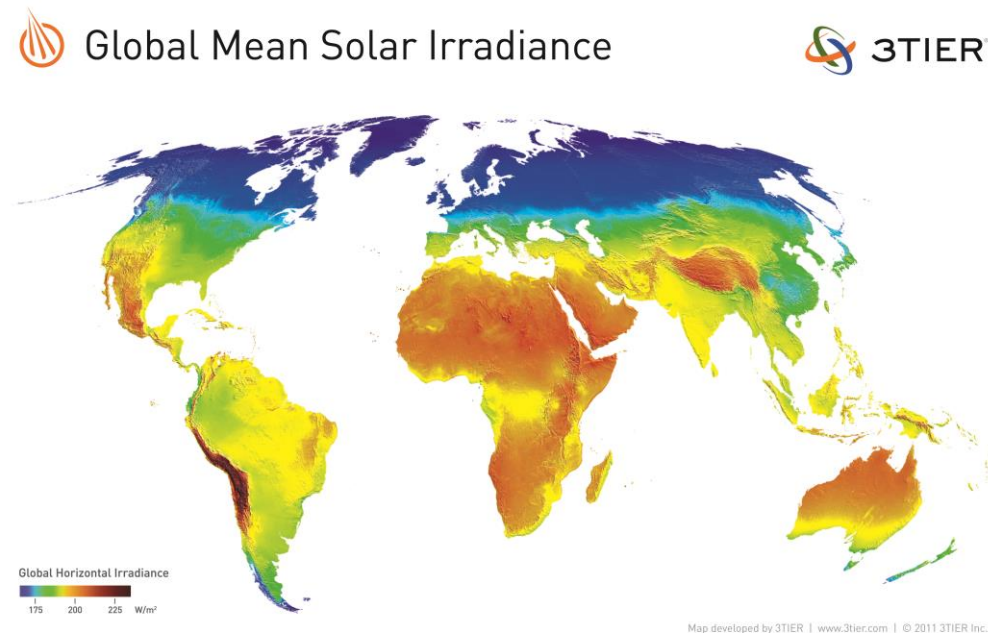 Global Mean Solar Irradiance
3TIER®
Global Horizontal Irradiance
175 200 225 W/m²
Map developed by 3TIER | www.3tier.com | © 2011 3TIER Inc.